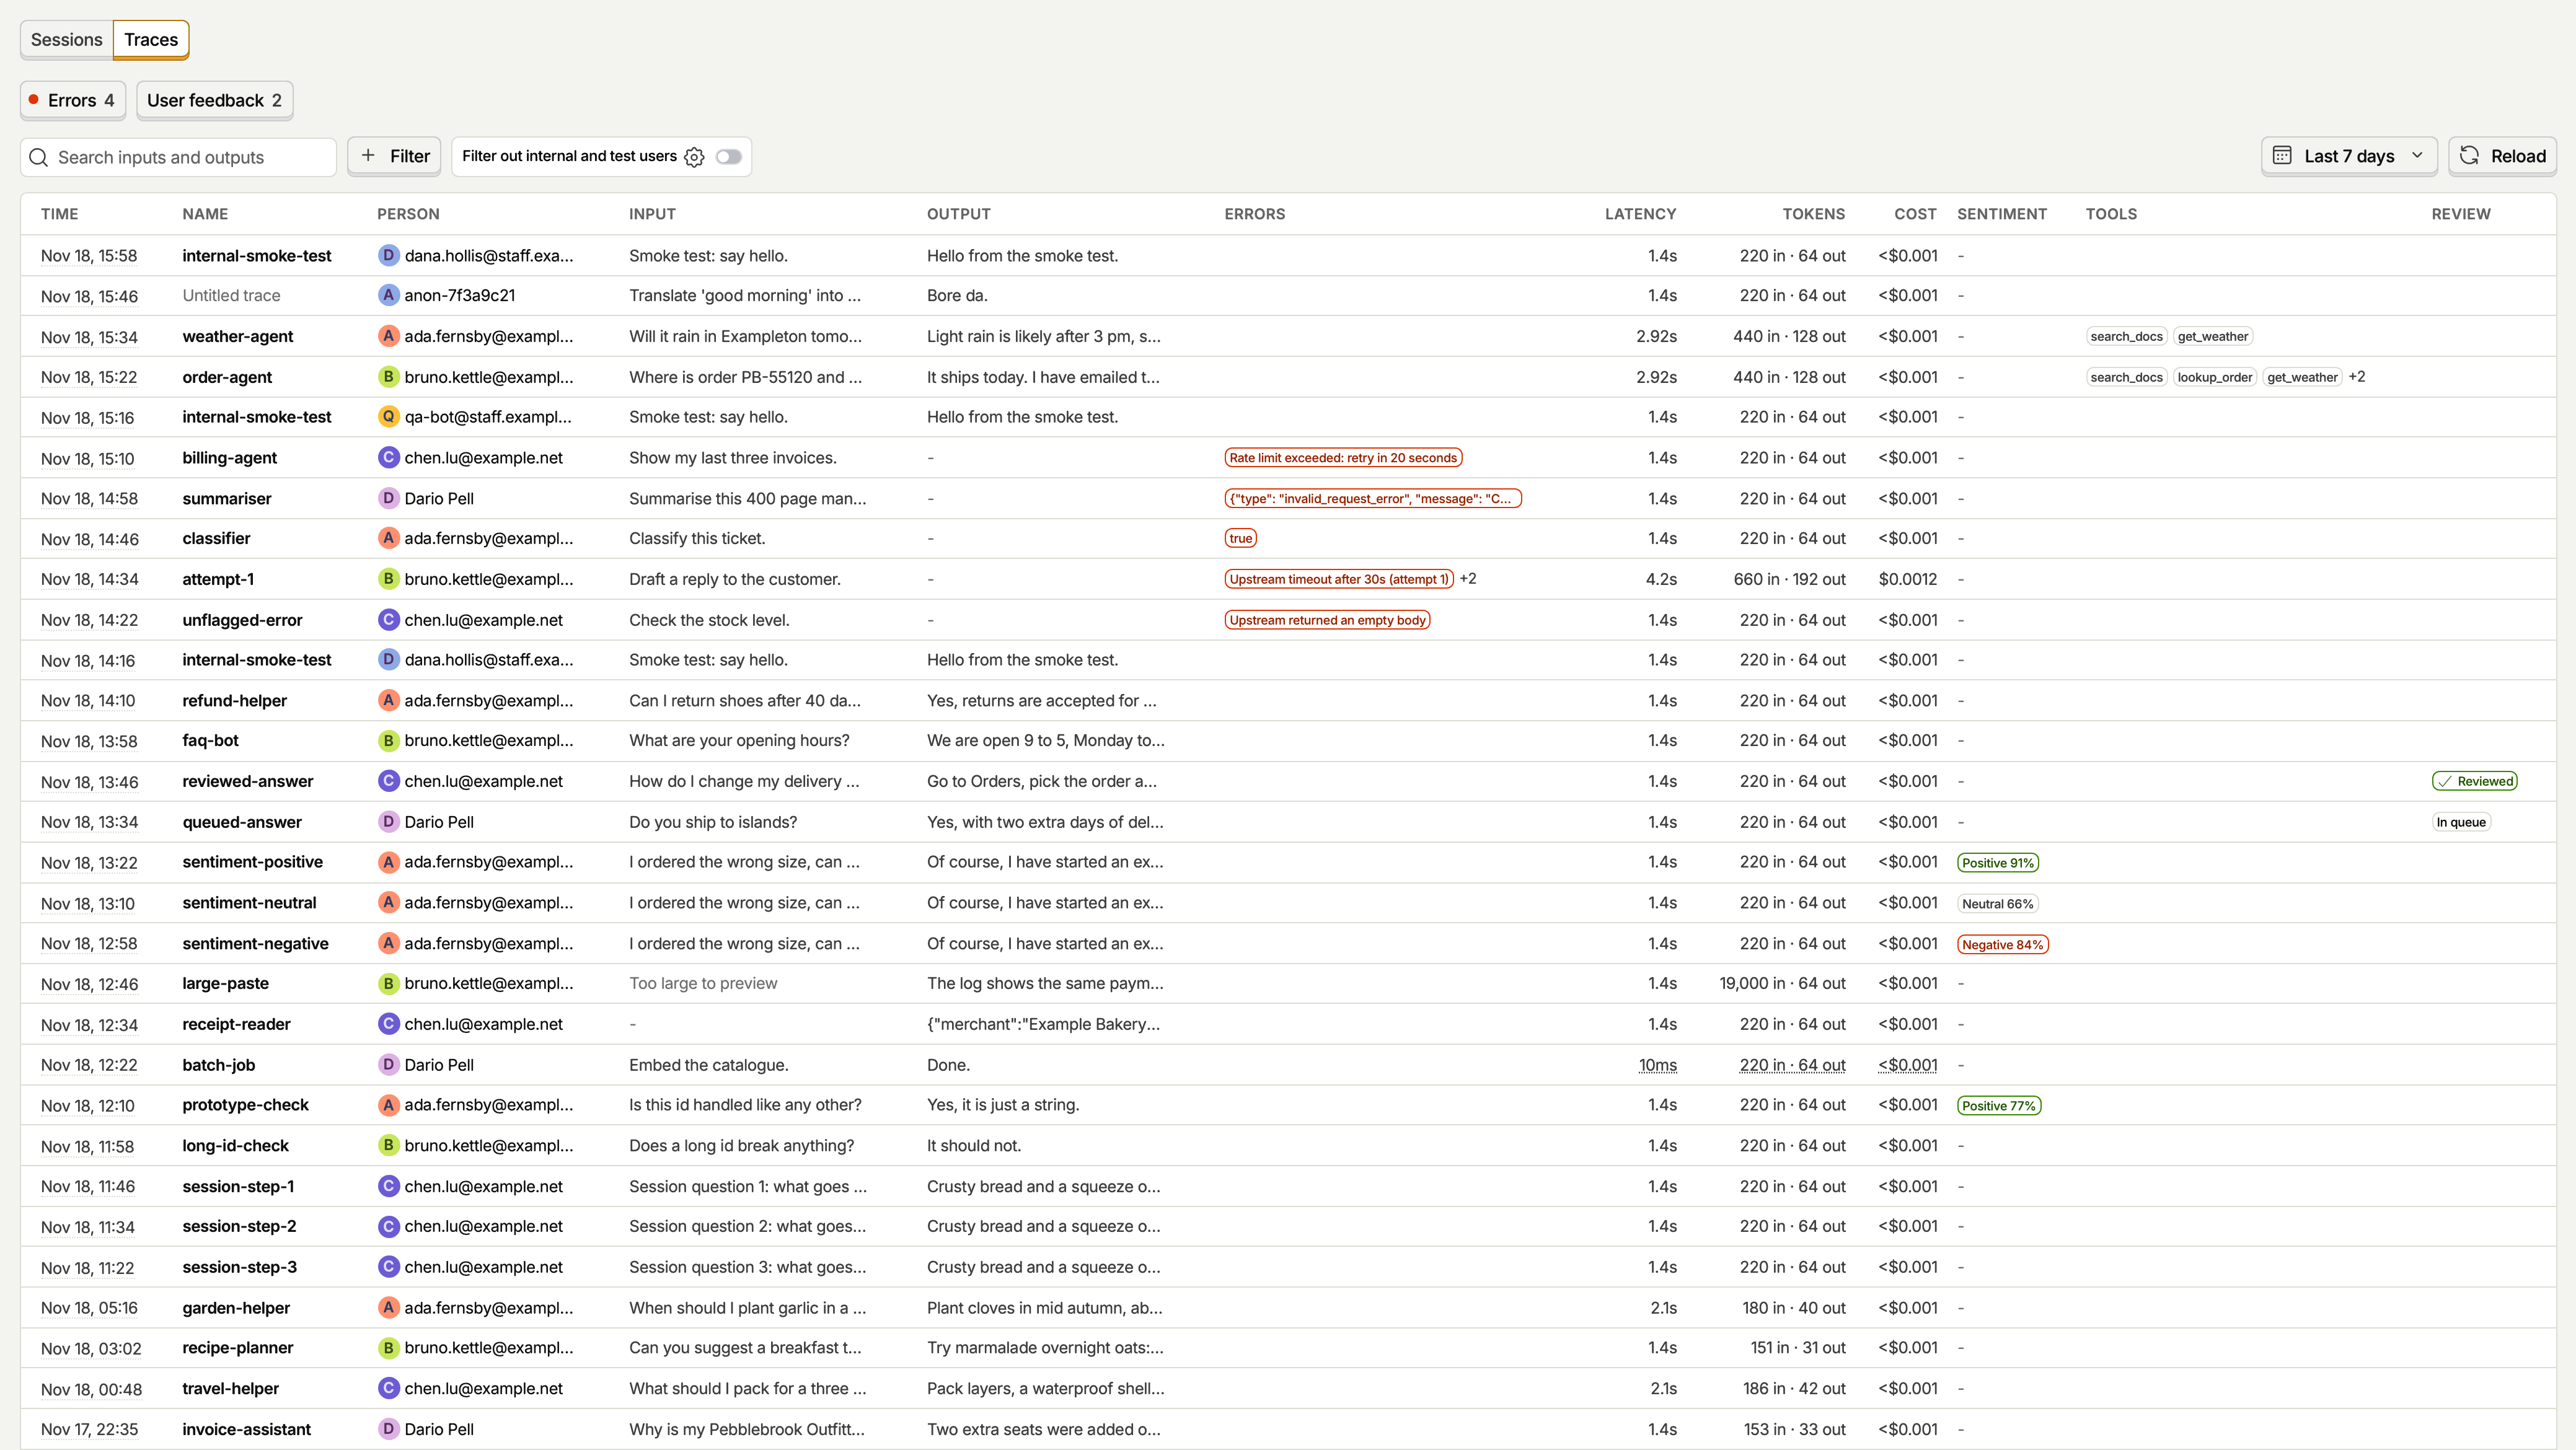 Sessions Traces
Errors 4 User feedback 2
Search inputs and outputs + Filter Filter out internal and test users Last 7 days Reload
TIME NAME PERSON INPUT OUTPUT ERRORS LATENCY TOKENS COST SENTIMENT TOOLS REVIEW
Nov 18, 15:58 internal-smoke-test D dana.hollis@staff.exa... Smoke test: say hello. Hello from the smoke test. 1.4s 220 in · 64 out <$0.001 -
Nov 18, 15:46 Untitled trace A anon-7f3a9c21 Translate 'good morning' into ... Bore da. 1.4s 220 in · 64 out <$0.001 -
Nov 18, 15:34 weather-agent A ada.fernsby@exampl... Will it rain in Exampleton tomo... Light rain is likely after 3 pm, s... 2.92s 440 in · 128 out <$0.001 - search_docs get_weather
Nov 18, 15:22 order-agent B bruno.kettle@exampl... Where is order PB-55120 and ... It ships today. I have emailed t... 2.92s 440 in · 128 out <$0.001 - search_docs lookup_order get_weather +2
Nov 18, 15:16 internal-smoke-test Q qa-bot@staff.exampl... Smoke test: say hello. Hello from the smoke test. 1.4s 220 in · 64 out <$0.001 -
Nov 18, 15:10 billing-agent C chen.lu@example.net Show my last three invoices. - Rate limit exceeded: retry in 20 seconds 1.4s 220 in · 64 out <$0.001 -
Nov 18, 14:58 summariser D Dario Pell Summarise this 400 page man... - {"type": "invalid_request_error", "message": "C... 1.4s 220 in · 64 out <$0.001 -
Nov 18, 14:46 classifier A ada.fernsby@exampl... Classify this ticket. - true 1.4s 220 in · 64 out <$0.001 -
Nov 18, 14:34 attempt-1 B bruno.kettle@exampl... Draft a reply to the customer. - Upstream timeout after 30s (attempt 1) +2 4.2s 660 in · 192 out $0.0012 -
Nov 18, 14:22 unflagged-error C chen.lu@example.net Check the stock level. - Upstream returned an empty body 1.4s 220 in · 64 out <$0.001 -
Nov 18, 14:16 internal-smoke-test D dana.hollis@staff.exa... Smoke test: say hello. Hello from the smoke test. 1.4s 220 in · 64 out <$0.001 -
Nov 18, 14:10 refund-helper A ada.fernsby@exampl... Can I return shoes after 40 da... Yes, returns are accepted for ... 1.4s 220 in · 64 out <$0.001 -
Nov 18, 13:58 faq-bot B bruno.kettle@exampl... What are your opening hours? We are open 9 to 5, Monday to... 1.4s 220 in · 64 out <$0.001 -
Nov 18, 13:46 reviewed-answer C chen.lu@example.net How do I change my delivery ... Go to Orders, pick the order a... 1.4s 220 in · 64 out <$0.001 - Reviewed
Nov 18, 13:34 queued-answer D Dario Pell Do you ship to islands? Yes, with two extra days of del... 1.4s 220 in · 64 out <$0.001 - In queue
Nov 18, 13:22 sentiment-positive A ada.fernsby@exampl... I ordered the wrong size, can ... Of course, I have started an ex... 1.4s 220 in · 64 out <$0.001 Positive 91%
Nov 18, 13:10 sentiment-neutral A ada.fernsby@exampl... I ordered the wrong size, can ... Of course, I have started an ex... 1.4s 220 in · 64 out <$0.001 Neutral 66%
Nov 18, 12:58 sentiment-negative A ada.fernsby@exampl... I ordered the wrong size, can ... Of course, I have started an ex... 1.4s 220 in · 64 out <$0.001 Negative 84%
Nov 18, 12:46 large-paste B bruno.kettle@exampl... Too large to preview The log shows the same paym... 1.4s 19,000 in · 64 out <$0.001 -
Nov 18, 12:34 receipt-reader C chen.lu@example.net - {"merchant":"Example Bakery... 1.4s 220 in · 64 out <$0.001 -
Nov 18, 12:22 batch-job D Dario Pell Embed the catalogue. Done. 10ms 220 in · 64 out <$0.001 -
Nov 18, 12:10 prototype-check A ada.fernsby@exampl... Is this id handled like any other? Yes, it is just a string. 1.4s 220 in · 64 out <$0.001 Positive 77%
Nov 18, 11:58 long-id-check B bruno.kettle@exampl... Does a long id break anything? It should not. 1.4s 220 in · 64 out <$0.001 -
Nov 18, 11:46 session-step-1 C chen.lu@example.net Session question 1: what goes ... Crusty bread and a squeeze o... 1.4s 220 in · 64 out <$0.001 -
Nov 18, 11:34 session-step-2 C chen.lu@example.net Session question 2: what goes... Crusty bread and a squeeze o... 1.4s 220 in · 64 out <$0.001 -
Nov 18, 11:22 session-step-3 C chen.lu@example.net Session question 3: what goes... Crusty bread and a squeeze o... 1.4s 220 in · 64 out <$0.001 -
Nov 18, 05:16 garden-helper A ada.fernsby@exampl... When should I plant garlic in a ... Plant cloves in mid autumn, ab... 2.1s 180 in · 40 out <$0.001 -
Nov 18, 03:02 recipe-planner B bruno.kettle@exampl... Can you suggest a breakfast t... Try marmalade overnight oats:... 1.4s 151 in · 31 out <$0.001 -
Nov 18, 00:48 travel-helper C chen.lu@example.net What should I pack for a three ... Pack layers, a waterproof shell... 2.1s 186 in · 42 out <$0.001 -
Nov 17, 22:35 invoice-assistant D Dario Pell Why is my Pebblebrook Outfitt... Two extra seats were added o... 1.4s 153 in · 33 out <$0.001 -